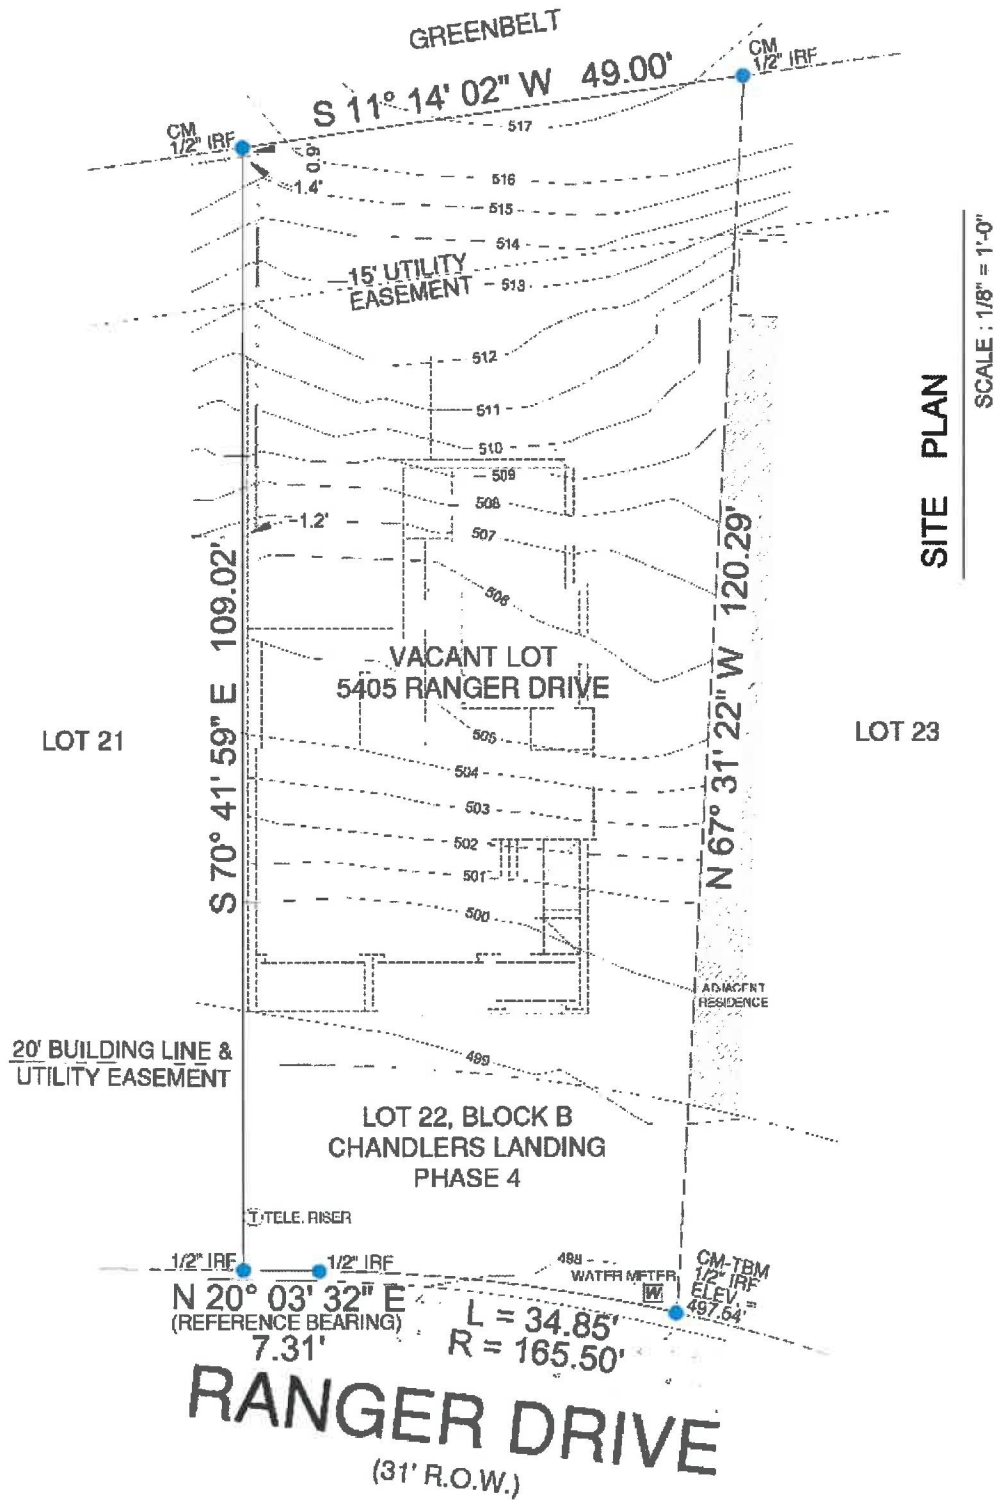 GREENBELT
CM
1/2" IRF
S 11° 14' 02" W 49.00'
CM
1/2" IRF
517
0.9
1.4'
516
515
514
15' UTILITY
EASEMENT
513
512
511
510
509
508
507
1.2'
506
SITE PLAN
SCALE : 1/8" = 1'-0"
S 70° 41' 59" E 109.02'
N 67° 31' 22" W 120.29'
VACANT LOT
5405 RANGER DRIVE
LOT 21
LOT 23
505
504
503
502
501
500
ADJACENT
RESIDENCE
20' BUILDING LINE &
UTILITY EASEMENT
499
LOT 22, BLOCK B
CHANDLERS LANDING
PHASE 4
T TELE. RISER
1/2" IRF
1/2" IRF
498
WATER METER
W
CM-TBM
1/2" IRF
ELEV. =
497.54'
N 20° 03' 32" E
(REFERENCE BEARING)
7.31'
L = 34.85'
R = 165.50'
RANGER DRIVE
(31' R.O.W.)